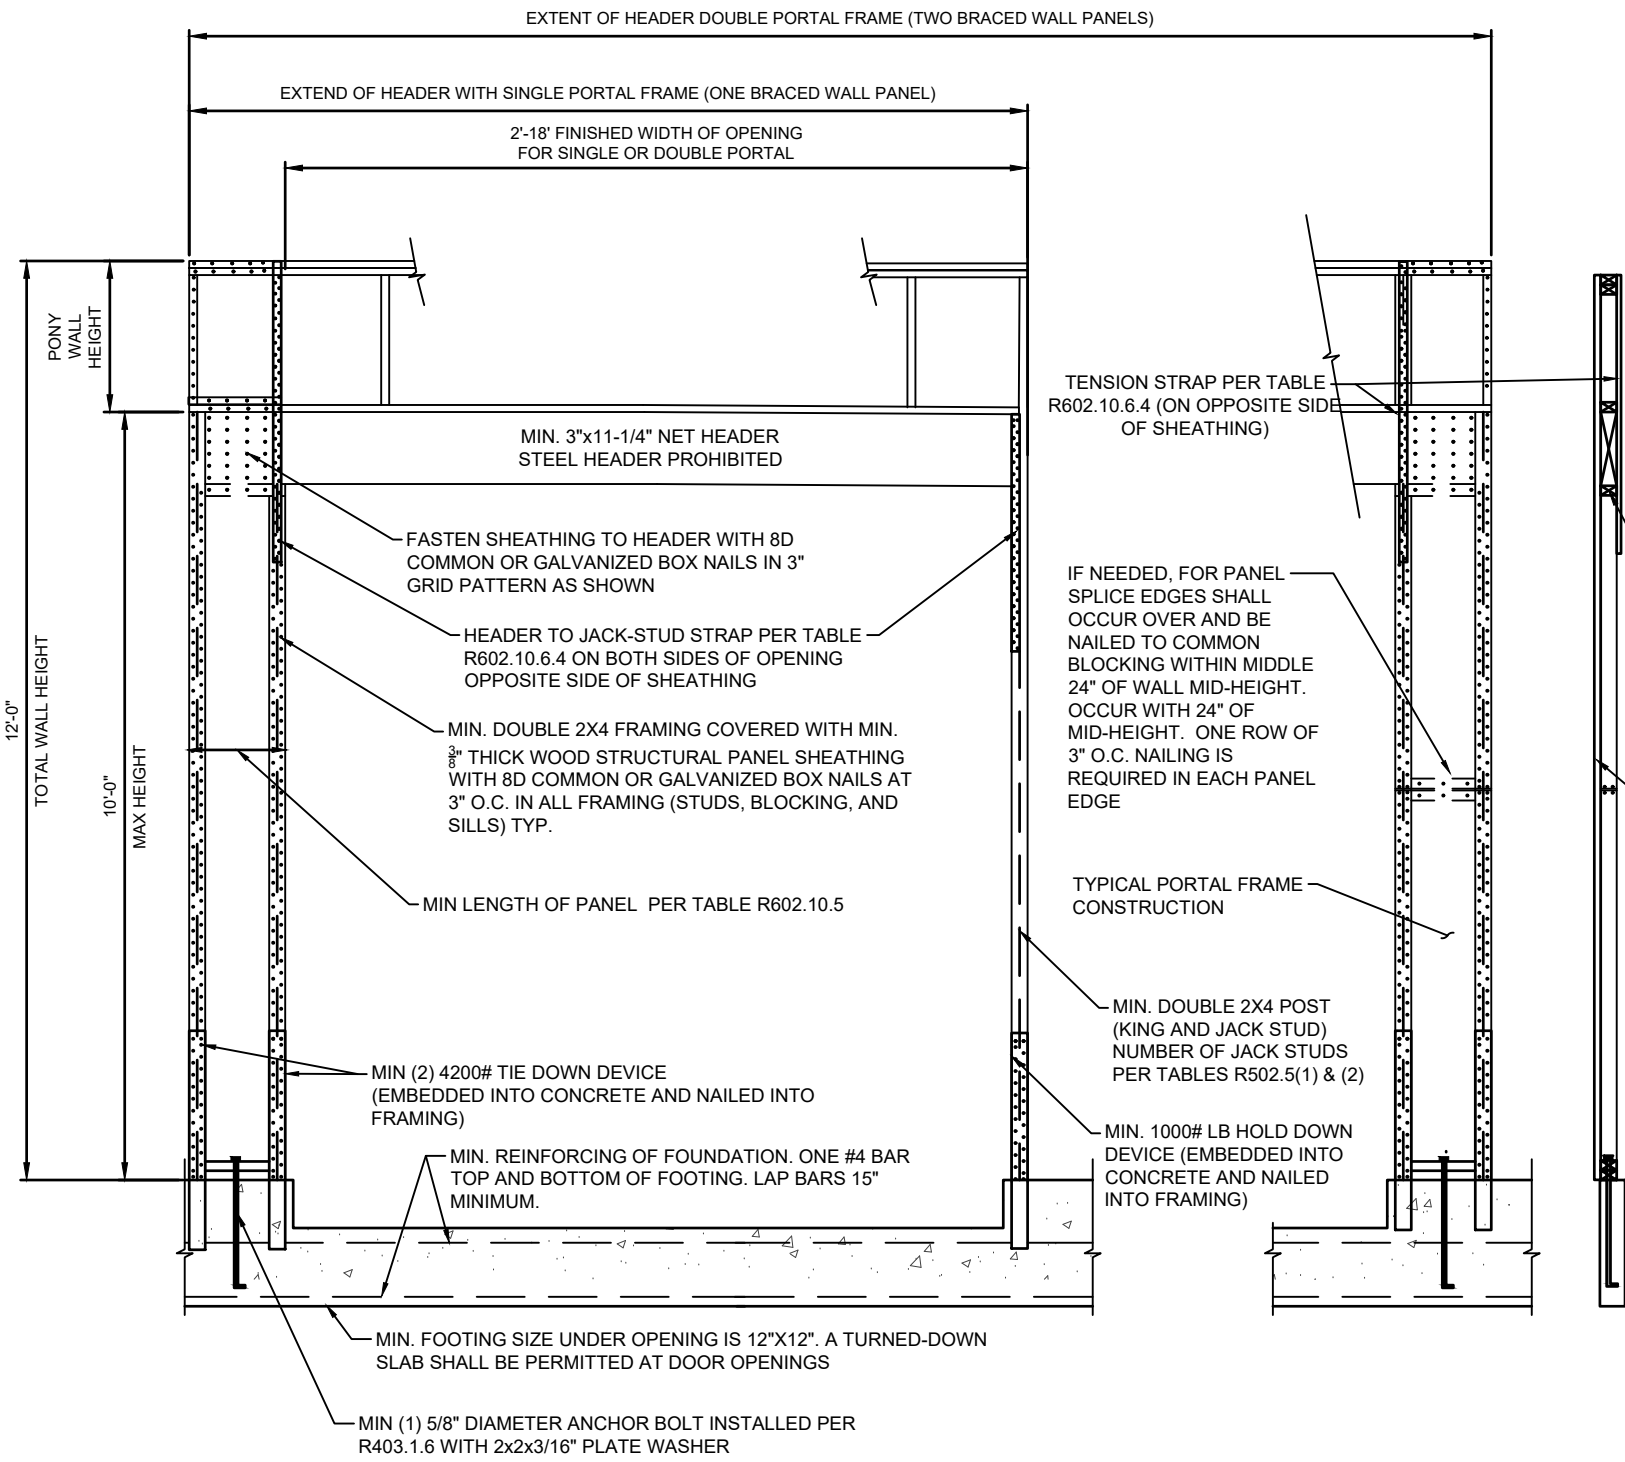 EXTENT OF HEADER DOUBLE PORTAL FRAME (TWO BRACED WALL PANELS)
EXTEND OF HEADER WITH SINGLE PORTAL FRAME (ONE BRACED WALL PANEL)
2'-18' FINISHED WIDTH OF OPENING
FOR SINGLE OR DOUBLE PORTAL
PONY
WALL
HEIGHT
12'-0"
TOTAL WALL HEIGHT
10'-0"
MAX HEIGHT
MIN. 3"x11-1/4" NET HEADER
STEEL HEADER PROHIBITED
TENSION STRAP PER TABLE
R602.10.6.4 (ON OPPOSITE SIDE
OF SHEATHING)
FASTEN SHEATHING TO HEADER WITH 8D
COMMON OR GALVANIZED BOX NAILS IN 3"
GRID PATTERN AS SHOWN
HEADER TO JACK-STUD STRAP PER TABLE
R602.10.6.4 ON BOTH SIDES OF OPENING
OPPOSITE SIDE OF SHEATHING
MIN. DOUBLE 2X4 FRAMING COVERED WITH MIN.
3/8" THICK WOOD STRUCTURAL PANEL SHEATHING
WITH 8D COMMON OR GALVANIZED BOX NAILS AT
3" O.C. IN ALL FRAMING (STUDS, BLOCKING, AND
SILLS) TYP.
MIN LENGTH OF PANEL PER TABLE R602.10.5
IF NEEDED, FOR PANEL
SPLICE EDGES SHALL
OCCUR OVER AND BE
NAILED TO COMMON
BLOCKING WITHIN MIDDLE
24" OF WALL MID-HEIGHT.
OCCUR WITH 24" OF
MID-HEIGHT. ONE ROW OF
3" O.C. NAILING IS
REQUIRED IN EACH PANEL
EDGE
TYPICAL PORTAL FRAME
CONSTRUCTION
MIN. DOUBLE 2X4 POST
(KING AND JACK STUD)
NUMBER OF JACK STUDS
PER TABLES R502.5(1) & (2)
MIN (2) 4200# TIE DOWN DEVICE
(EMBEDDED INTO CONCRETE AND NAILED INTO
FRAMING)
MIN. 1000# LB HOLD DOWN
DEVICE (EMBEDDED INTO
CONCRETE AND NAILED
INTO FRAMING)
MIN. REINFORCING OF FOUNDATION. ONE #4 BAR
TOP AND BOTTOM OF FOOTING. LAP BARS 15"
MINIMUM.
MIN. FOOTING SIZE UNDER OPENING IS 12"X12". A TURNED-DOWN
SLAB SHALL BE PERMITTED AT DOOR OPENINGS
MIN (1) 5/8" DIAMETER ANCHOR BOLT INSTALLED PER
R403.1.6 WITH 2x2x3/16" PLATE WASHER